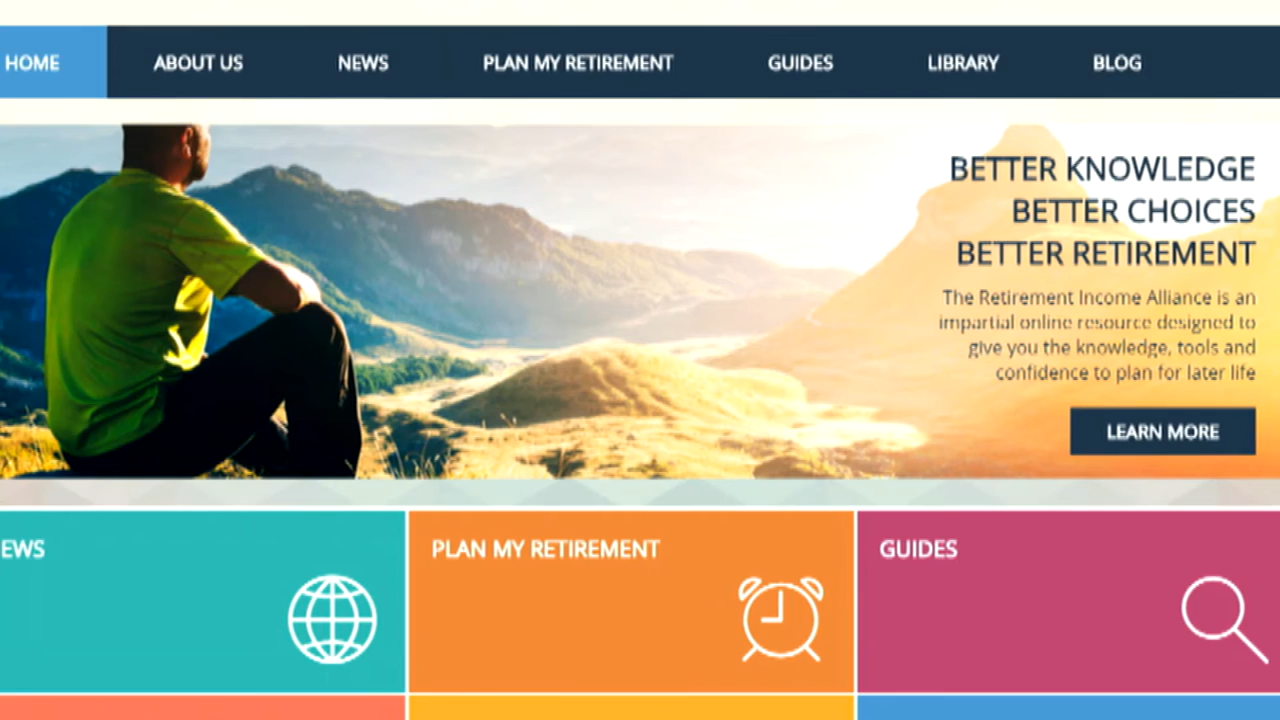 HOME ABOUT US NEWS PLAN MY RETIREMENT GUIDES LIBRARY BLOG
BETTER KNOWLEDGE
BETTER CHOICES
BETTER RETIREMENT
The Retirement Income Alliance is an
impartial online resource designed to
give you the knowledge, tools and
confidence to plan for later life
LEARN MORE
EWS PLAN MY RETIREMENT GUIDES